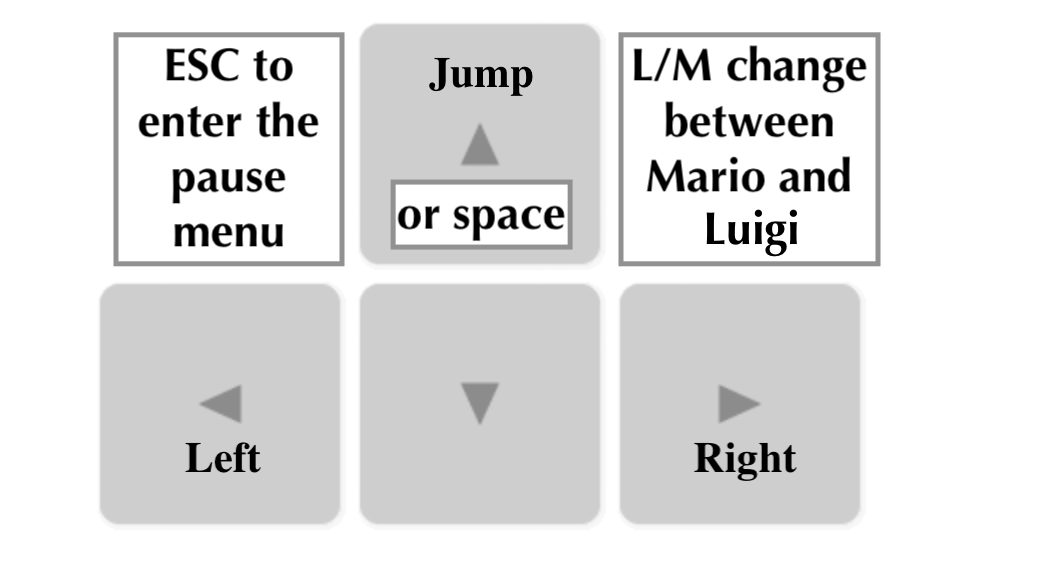 ESC to
enter the
pause
menu
Jump
or space
L/M change
between
Mario and
Luigi
Left
Right